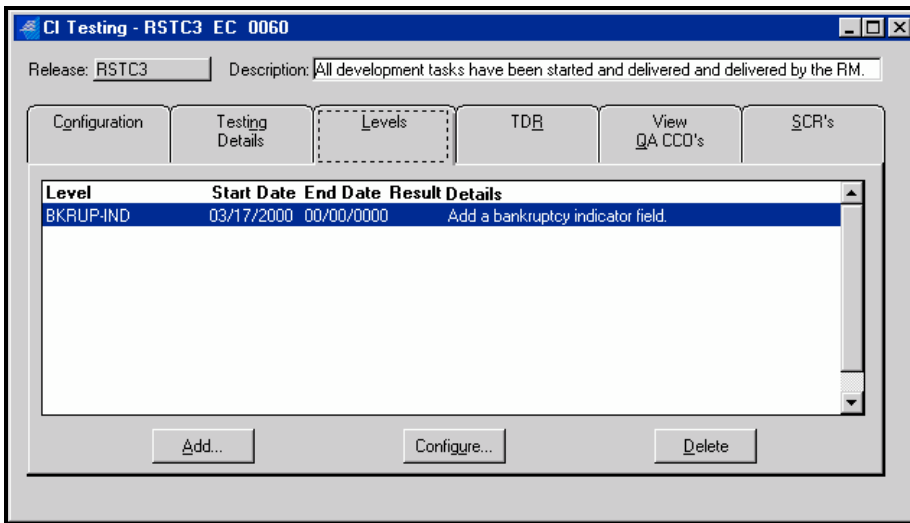 CI Testing - RSTC3 EC 0060
Release: RSTC3 Description: All development tasks have been started and delivered and delivered by the RM.
Configuration Testing Details Levels TDR View QA CCO's SCR's
Level Start Date End Date Result Details
BKRUP-IND 03/17/2000 00/00/0000 Add a bankruptcy indicator field.
Add... Configure... Delete